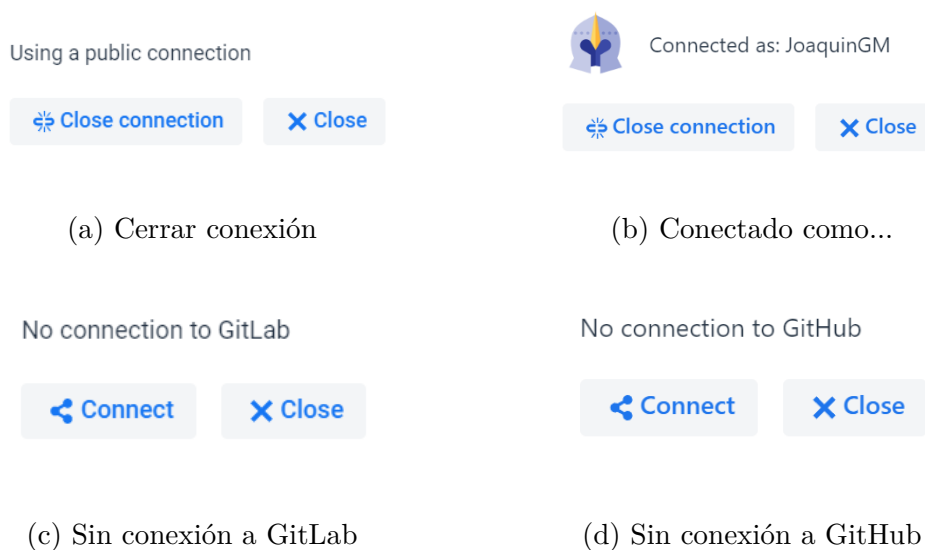 Using a public connection
Close connection
Close
(a) Cerrar conexión
Connected as: JoaquinGM
Close connection
Close
(b) Conectado como...
No connection to GitLab
Connect
Close
(c) Sin conexión a GitLab
No connection to GitHub
Connect
Close
(d) Sin conexión a GitHub